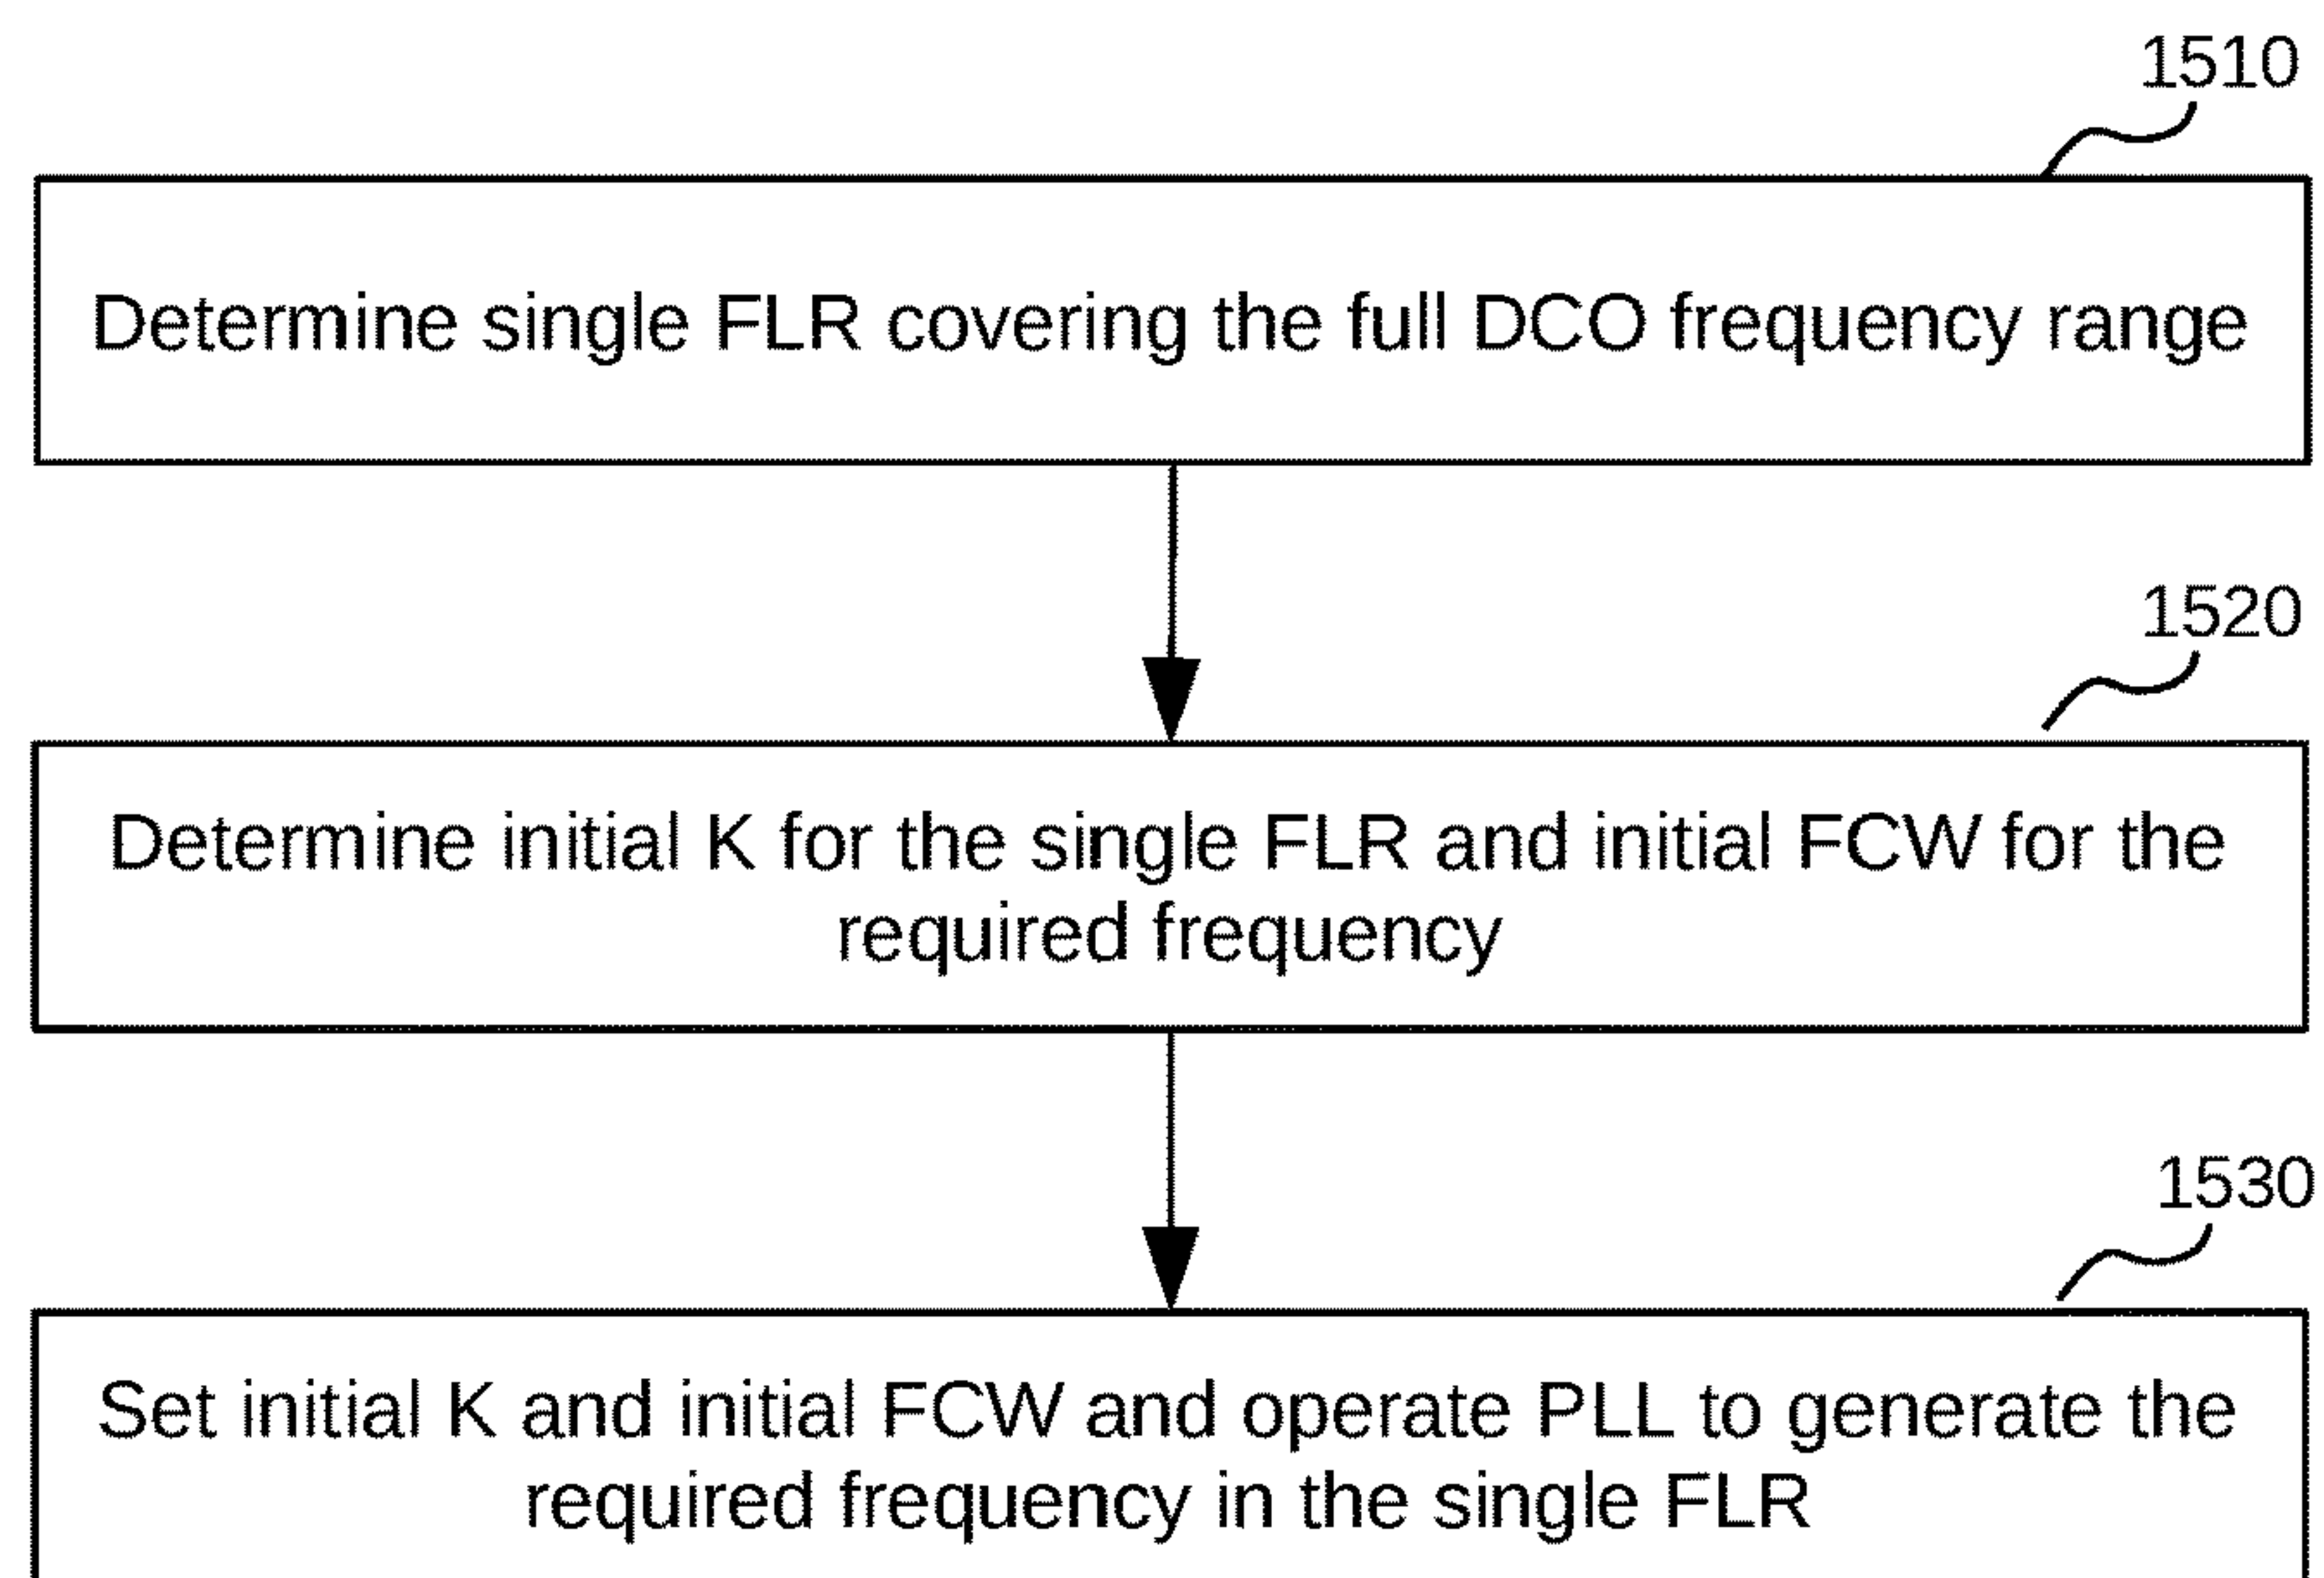 1510
Determine single FLR covering the full DCO frequency range
1520
Determine initial K for the single FLR and initial FCW for the
required frequency
1530
Set initial K and initial FCW and operate PLL to generate the
required frequency in the single FLR